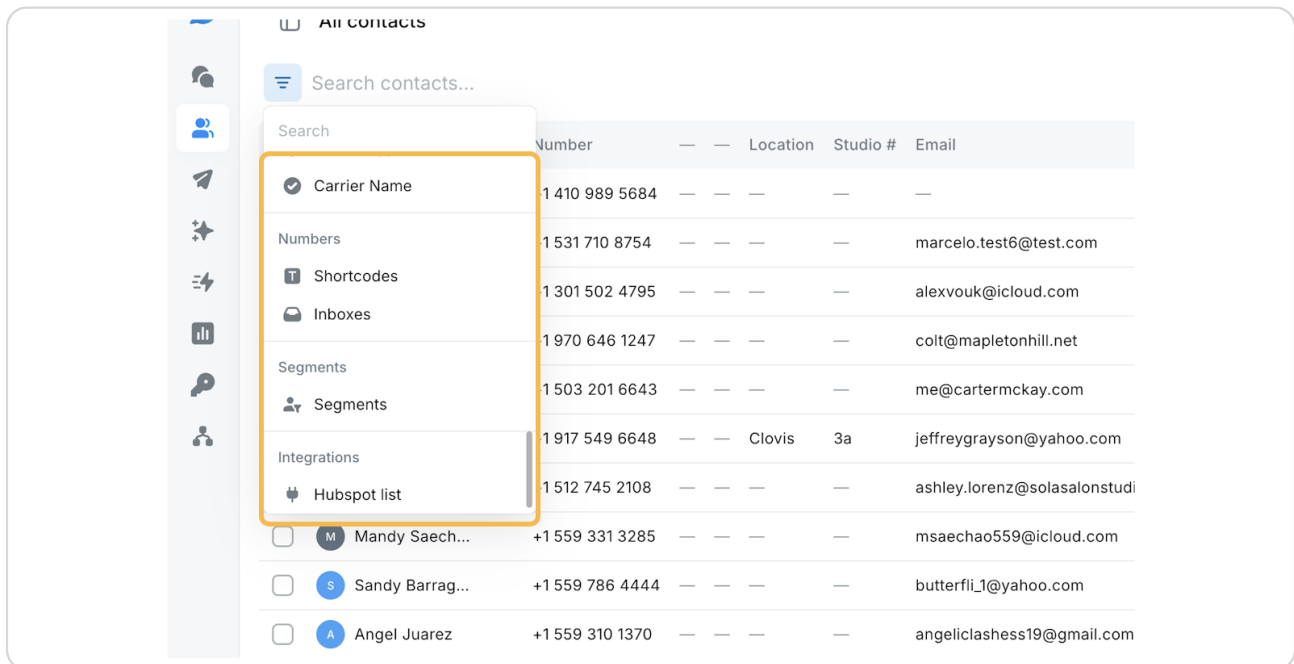 All contacts
Search contacts...
Search
Number — — Location Studio # Email
Carrier Name
1 410 989 5684 — — — — —
Numbers
1 531 710 8754 — — — — marcelo.test6@test.com
Shortcodes
1 301 502 4795 — — — — alexvouk@icloud.com
Inboxes
1 970 646 1247 — — — — colt@mapletonhill.net
Segments
1 503 201 6643 — — — — me@cartermckay.com
Segments
1 917 549 6648 — — Clovis 3a jeffreygrayson@yahoo.com
Integrations
1 512 745 2108 — — — — ashley.lorenz@solasalonstudi
Hubspot list
M Mandy Saech... +1 559 331 3285 — — — — msaechao559@icloud.com
S Sandy Barrag... +1 559 786 4444 — — — — butterfli_1@yahoo.com
A Angel Juarez +1 559 310 1370 — — — — angeliclashess19@gmail.com